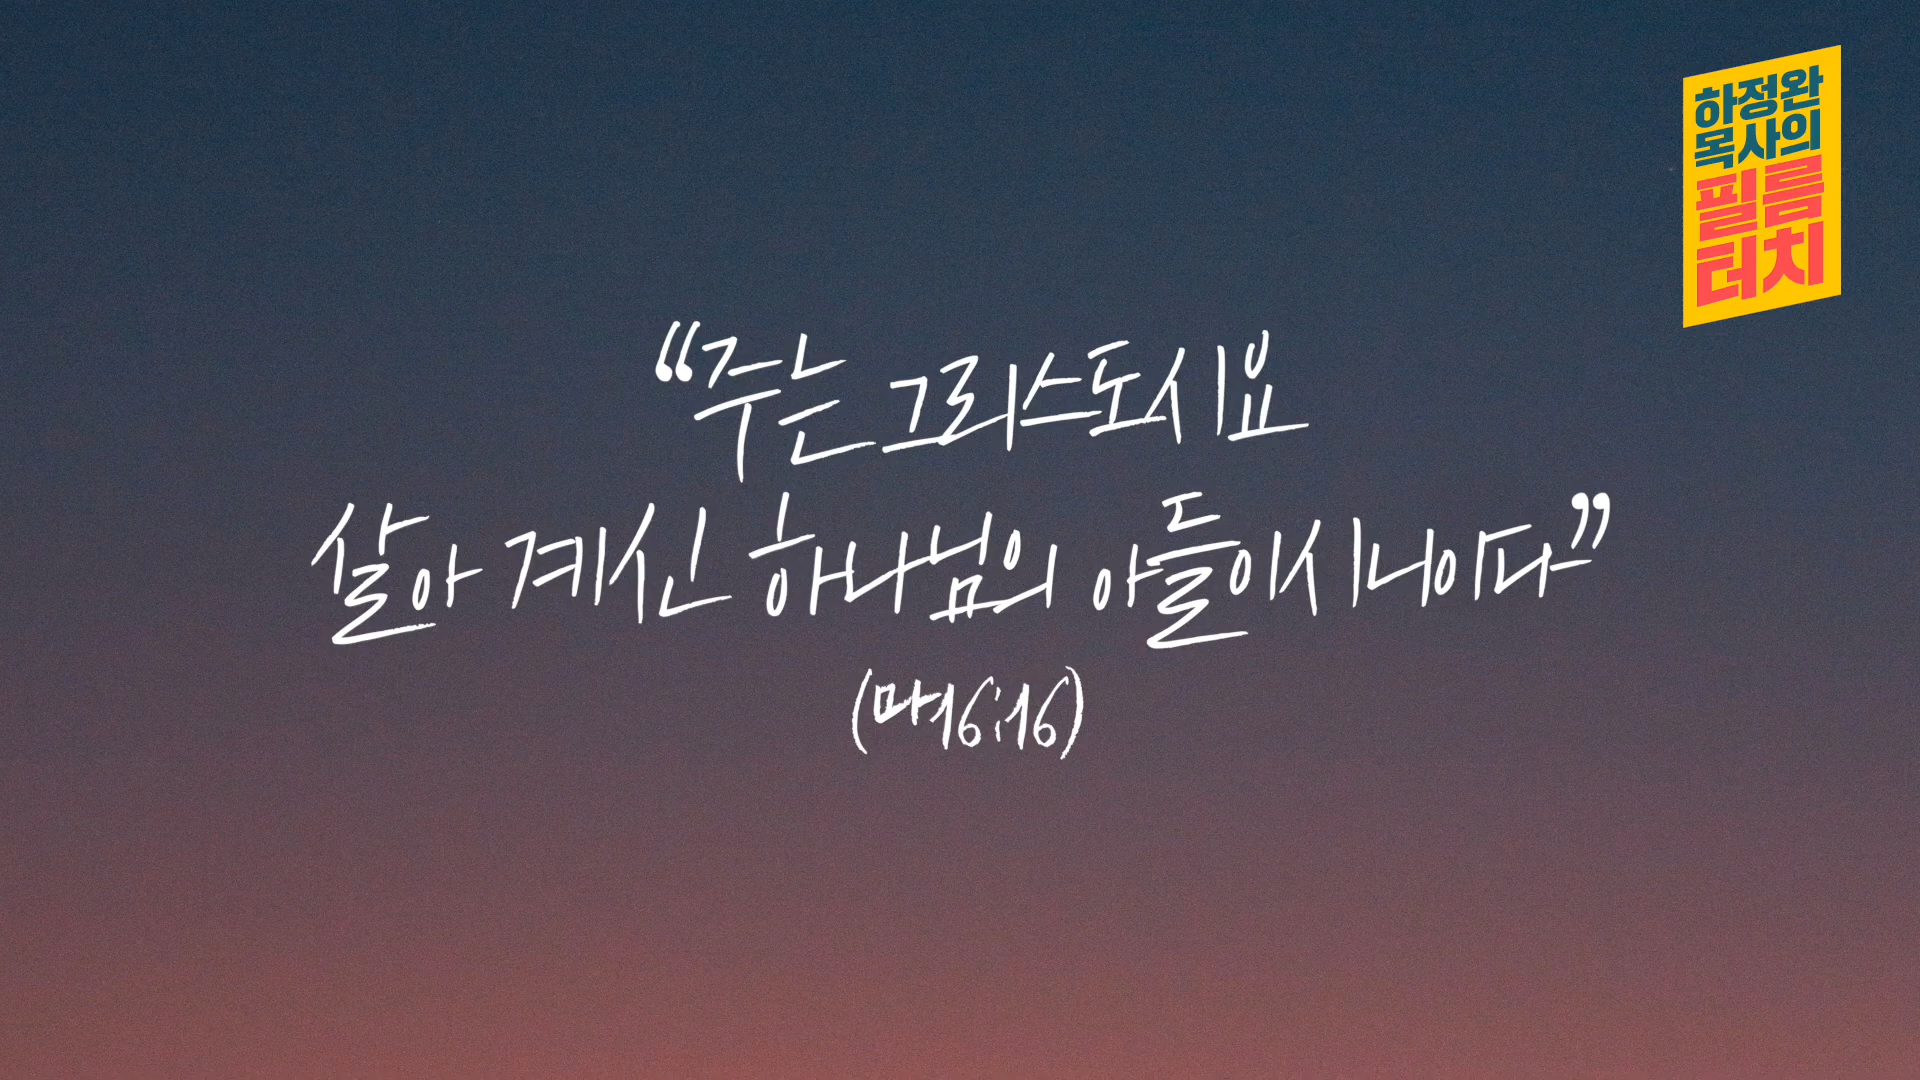 “주는 그리스도시요
살아 계신 하나님의 아들이시니이다”
(마16:16)
하정완
목사의
필름
터치